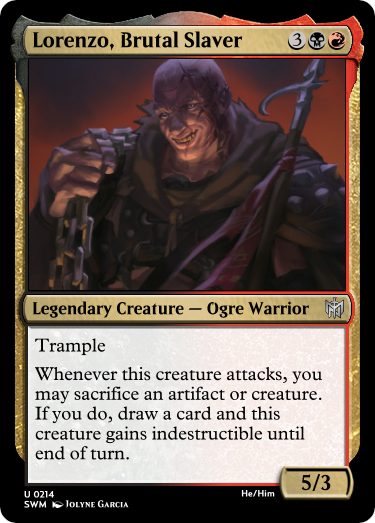 Lorenzo, Brutal Slaver 3
Legendary Creature — Ogre Warrior
Trample
Whenever this creature attacks, you
may sacrifice an artifact or creature.
If you do, draw a card and this
creature gains indestructible until
end of turn.
5/3
U 0214
He/Him
SWM Jolyne Garcia